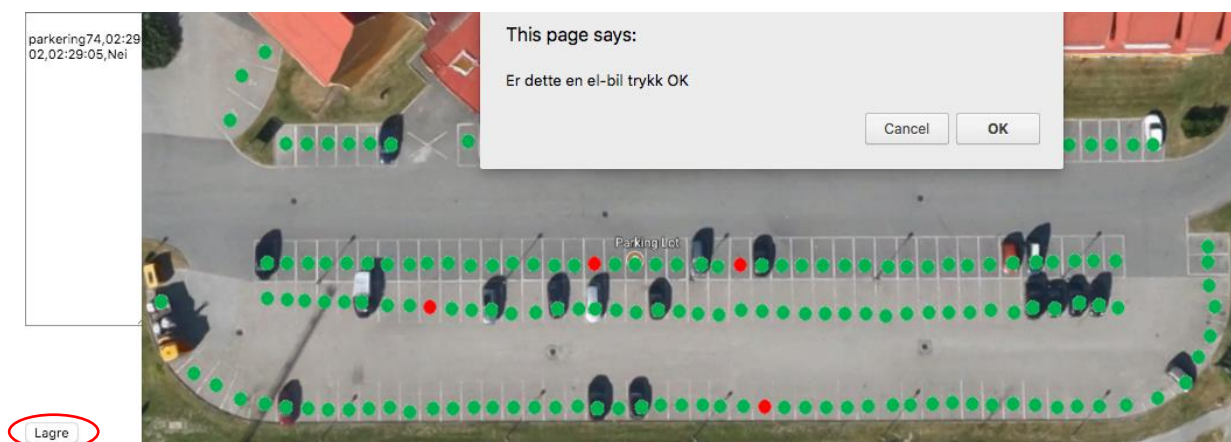 parkering74,02:29
02,02:29:05,Nei
This page says:
Er dette en el-bil trykk OK
Cancel OK
Parking Lot
Lagre